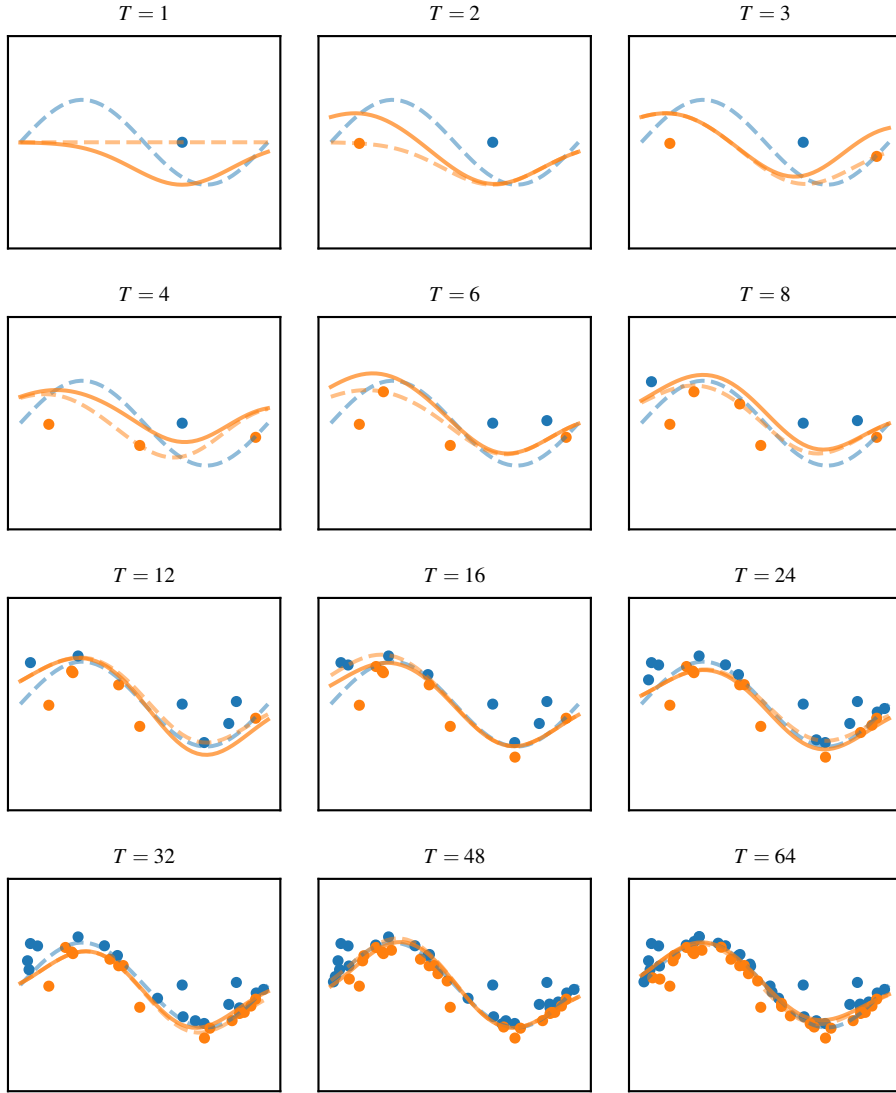 T = 1
T = 2
T = 3
T = 4
T = 6
T = 8
T = 12
T = 16
T = 24
T = 32
T = 48
T = 64